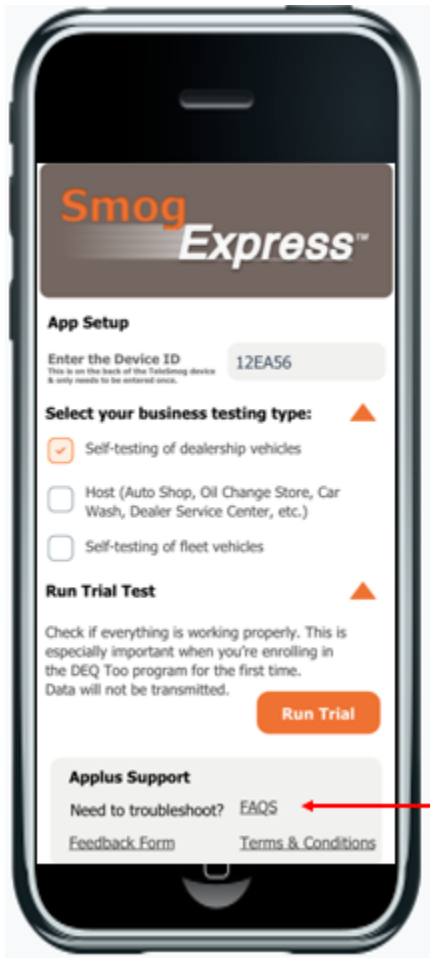 Smog
Express™
App Setup
Enter the Device ID
This is on the back of the TeleSmog device
& only needs to be entered once.
12EA56
Select your business testing type:
Self-testing of dealership vehicles
Host (Auto Shop, Oil Change Store, Car
Wash, Dealer Service Center, etc.)
Self-testing of fleet vehicles
Run Trial Test
Check if everything is working properly. This is
especially important when you're enrolling in
the DEQ Too program for the first time.
Data will not be transmitted.
Run Trial
Applus Support
Need to troubleshoot? FAQS
Feedback Form Terms & Conditions